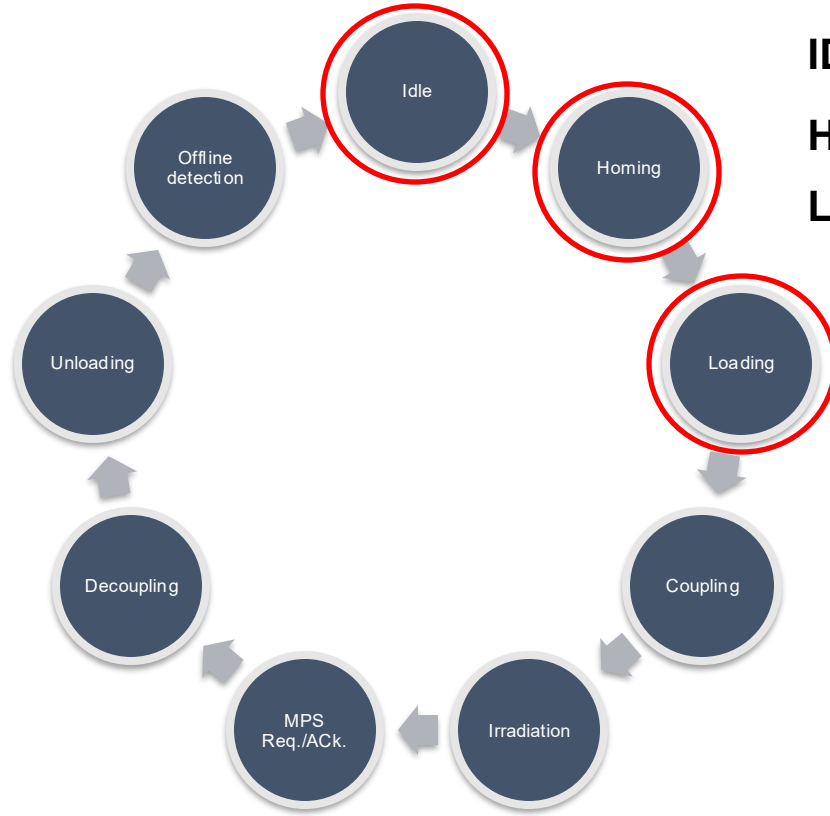 Idle
Homing
Loading
Coupling
Irradiation
MPS
Req./ACk.
Decoupling
Unloading
Offline
detection
H
L